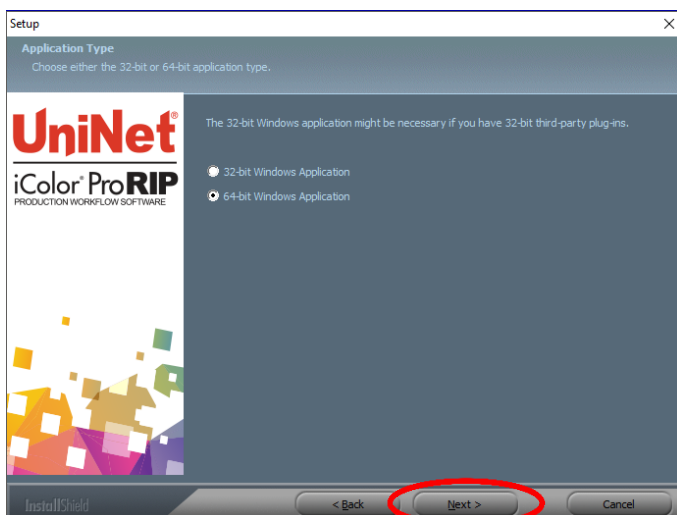 Setup
Application Type
Choose either the 32-bit or 64-bit application type.
UniNet®
iColor® ProRIP
PRODUCTION WORKFLOW SOFTWARE
The 32-bit Windows application might be necessary if you have 32-bit third-party plug-ins.
32-bit Windows Application
64-bit Windows Application
InstallShield
< Back
Next >
Cancel